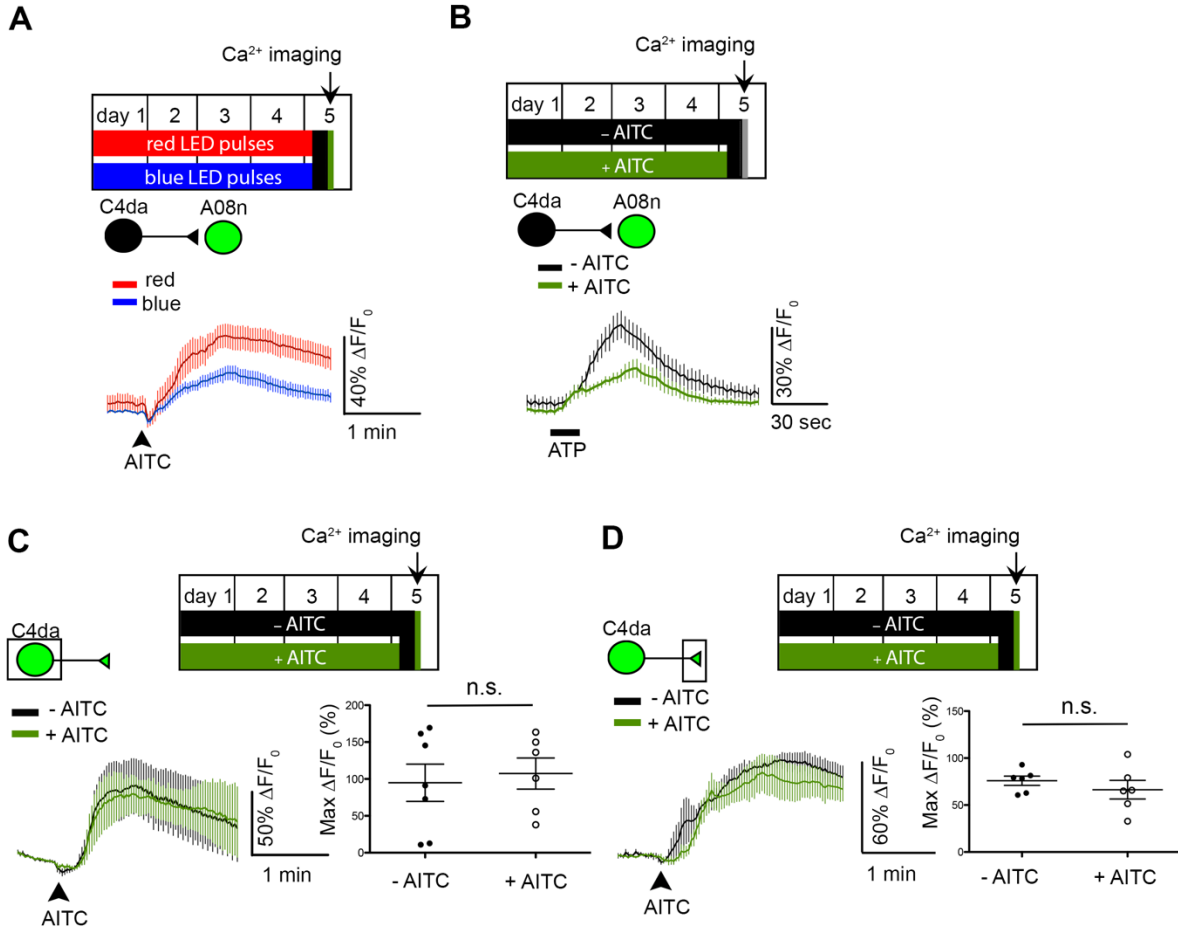 A
Ca²⁺ imaging
day 1 2 3 4 5
red LED pulses
blue LED pulses
C4da A08n
red
blue
40% ΔF/F₀
1 min
AITC
B
Ca²⁺ imaging
day 1 2 3 4 5
– AITC
+ AITC
C4da A08n
- AITC
+ AITC
30% ΔF/F₀
30 sec
ATP
C
Ca²⁺ imaging
day 1 2 3 4 5
– AITC
+ AITC
C4da
- AITC
+ AITC
50% ΔF/F₀
1 min
AITC
n.s.
Max ΔF/F₀ (%)
200
150
100
50
0
- AITC + AITC
D
Ca²⁺ imaging
day 1 2 3 4 5
– AITC
+ AITC
C4da
- AITC
+ AITC
60% ΔF/F₀
1 min
AITC
n.s.
Max ΔF/F₀ (%)
150
100
50
0
- AITC + AITC